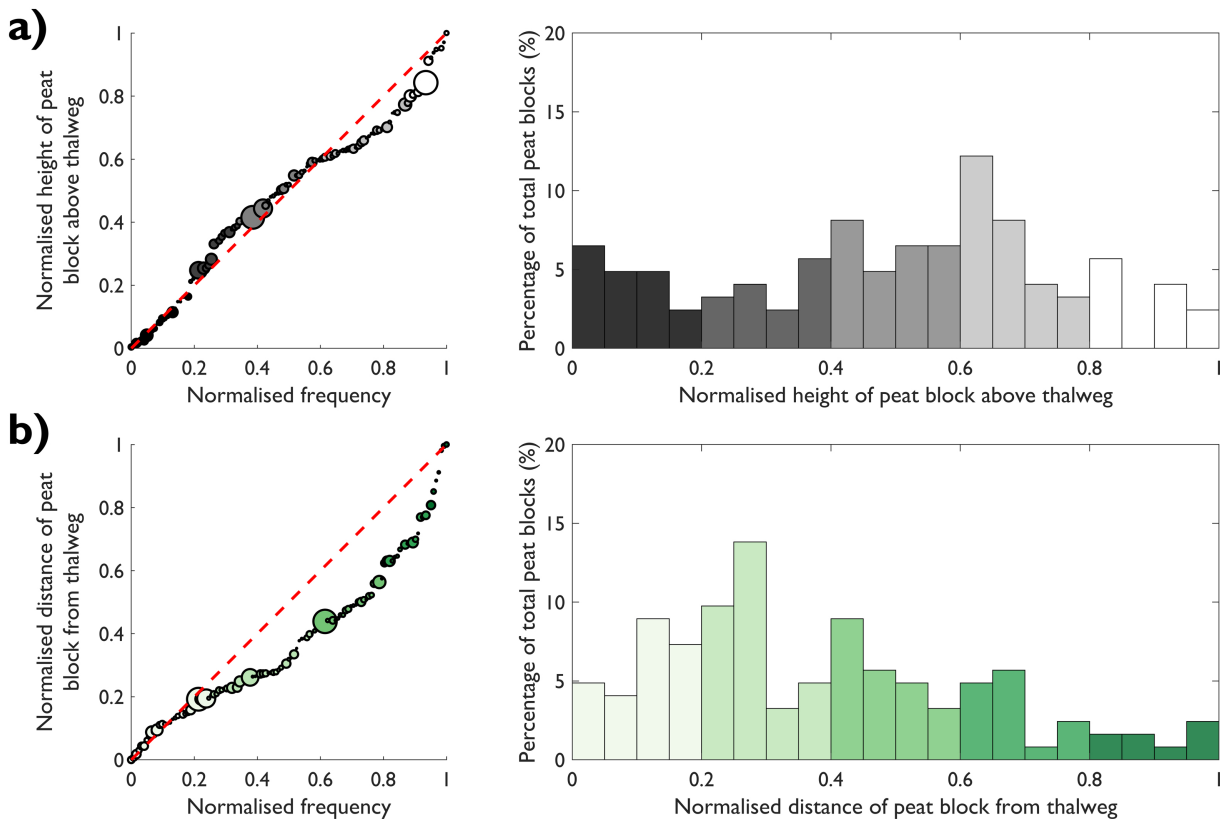 a)
Normalised height of peat
block above thalweg
1
0.8
0.6
0.4
0.2
0
0 0.2 0.4 0.6 0.8 1
Normalised frequency
Percentage of total peat blocks (%)
20
15
10
5
0
0 0.2 0.4 0.6 0.8 1
Normalised height of peat block above thalweg
b)
Normalised distance of peat
block from thalweg
1
0.8
0.6
0.4
0.2
0
0 0.2 0.4 0.6 0.8 1
Normalised frequency
Percentage of total peat blocks (%)
20
15
10
5
0
0 0.2 0.4 0.6 0.8 1
Normalised distance of peat block from thalweg